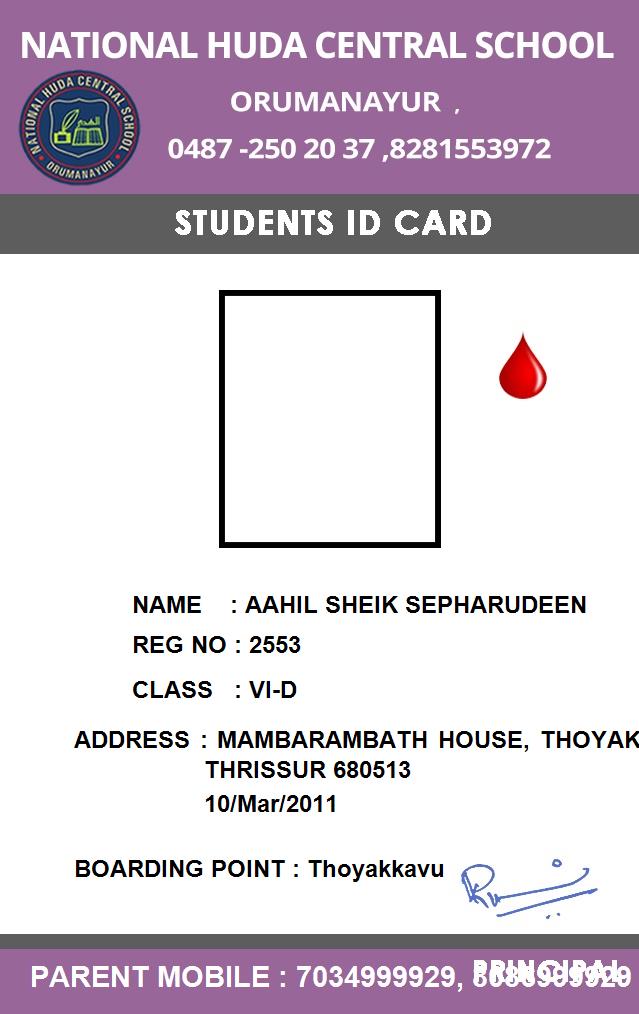 NATIONAL HUDA CENTRAL SCHOOL
ORUMANAYUR ,
0487 -250 20 37 ,8281553972
NATIONAL HUDA CENTRAL SCHOOL
ORUMANAYUR
STUDENTS ID CARD
NAME : AAHIL SHEIK SEPHARUDEEN
REG NO : 2553
CLASS : VI-D
ADDRESS : MAMBARAMBATH HOUSE, THOYAK
THRISSUR 680513
10/Mar/2011
BOARDING POINT : Thoyakkavu
PRINCIPAL
PARENT MOBILE : 7034999929,